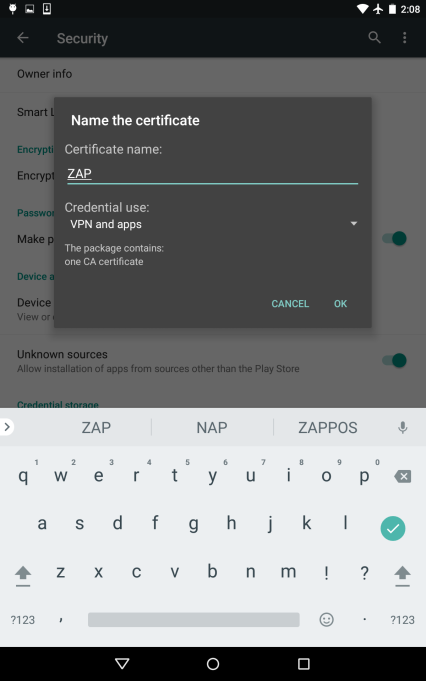 2:08
Security
Owner info
Smart L
Name the certificate
Certificate name:
ZAP
Credential use:
VPN and apps
The package contains:
one CA certificate
CANCEL OK
Encrypti
Encrypt
Passwor
Make p
Device a
Device
View or
Unknown sources
Allow installation of apps from sources other than the Play Store
Credential storage
ZAP NAP ZAPPOS
1 2 3 4 5 6 7 8 9 0
q w e r t y u i o p
a s d f g h j k l
z x c v b n m ! ?
?123 , . ?123